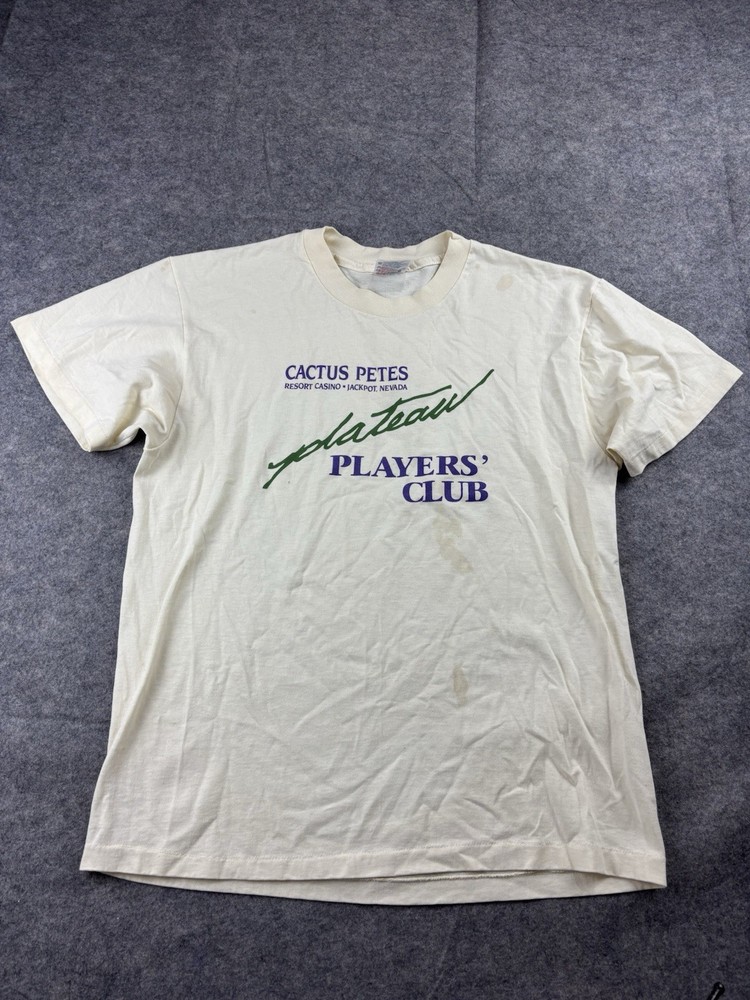 CACTUS PETES
RESORT CASINO • JACKPOT, NEVADA
plateau
PLAYERS'
CLUB